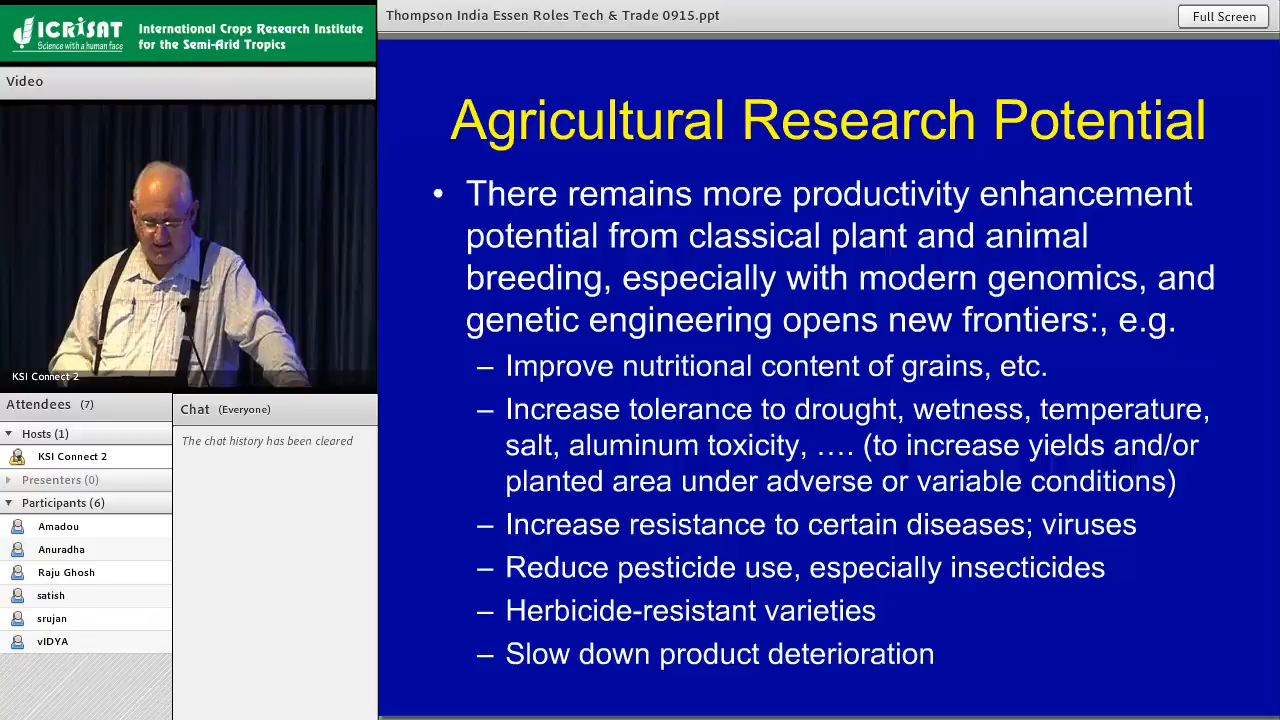 ICRISAT
Science with a human face
International Crops Research Institute
for the Semi-Arid Tropics
Video
KSI Connect 2
Attendees (7)
Hosts (1)
KSI Connect 2
Presenters (0)
Participants (6)
Amadou
Anuradha
Raju Ghosh
satish
srujan
vIDYA
Chat (Everyone)
The chat history has been cleared
Thompson India Essen Roles Tech & Trade 0915.ppt
Full Screen
Agricultural Research Potential
• There remains more productivity enhancement
potential from classical plant and animal
breeding, especially with modern genomics, and
genetic engineering opens new frontiers:, e.g.
– Improve nutritional content of grains, etc.
– Increase tolerance to drought, wetness, temperature,
salt, aluminum toxicity, …. (to increase yields and/or
planted area under adverse or variable conditions)
– Increase resistance to certain diseases; viruses
– Reduce pesticide use, especially insecticides
– Herbicide-resistant varieties
– Slow down product deterioration